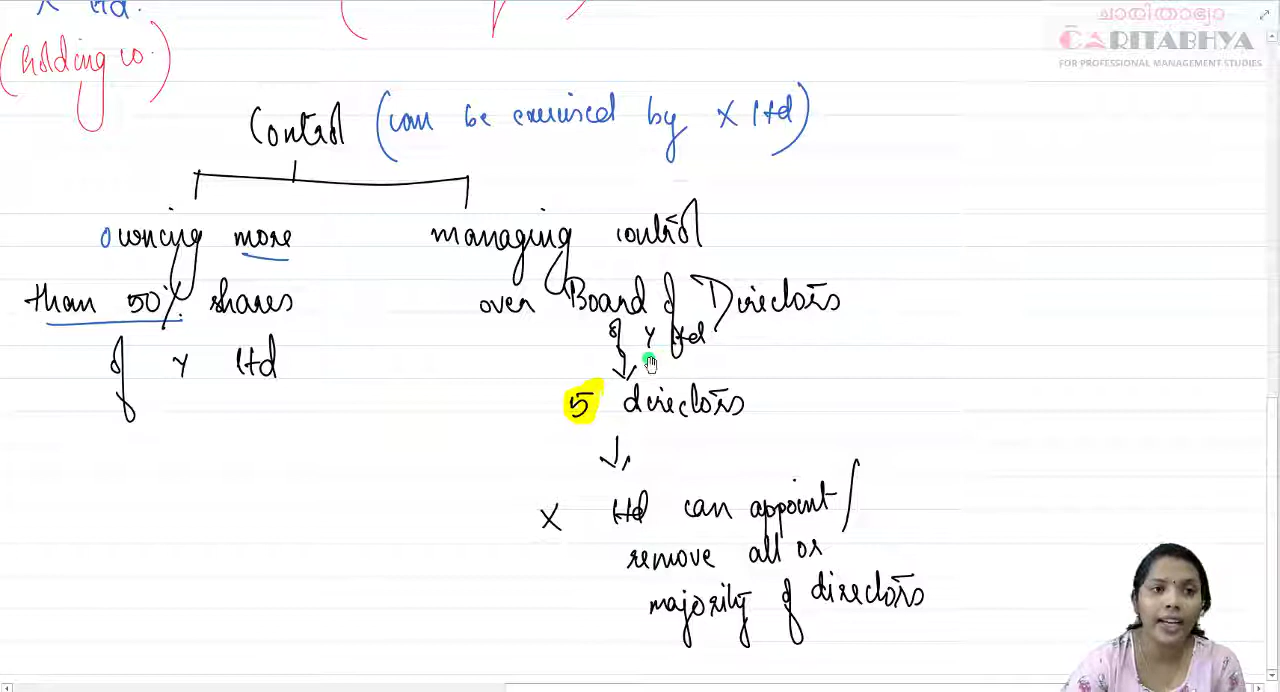 X Ltd.
(holding co.)
ചാരിതാഭ്യാ
CARITABHYA
FOR PROFESSIONAL MANAGEMENT STUDIES
Control (can be exercised by X Ltd)
owncing more
than 50% shares
of Y Ltd
managing control
over Board of Directors
of Y Ltd
5 directors
X Ltd can appoint/
remove all or
majority of directors